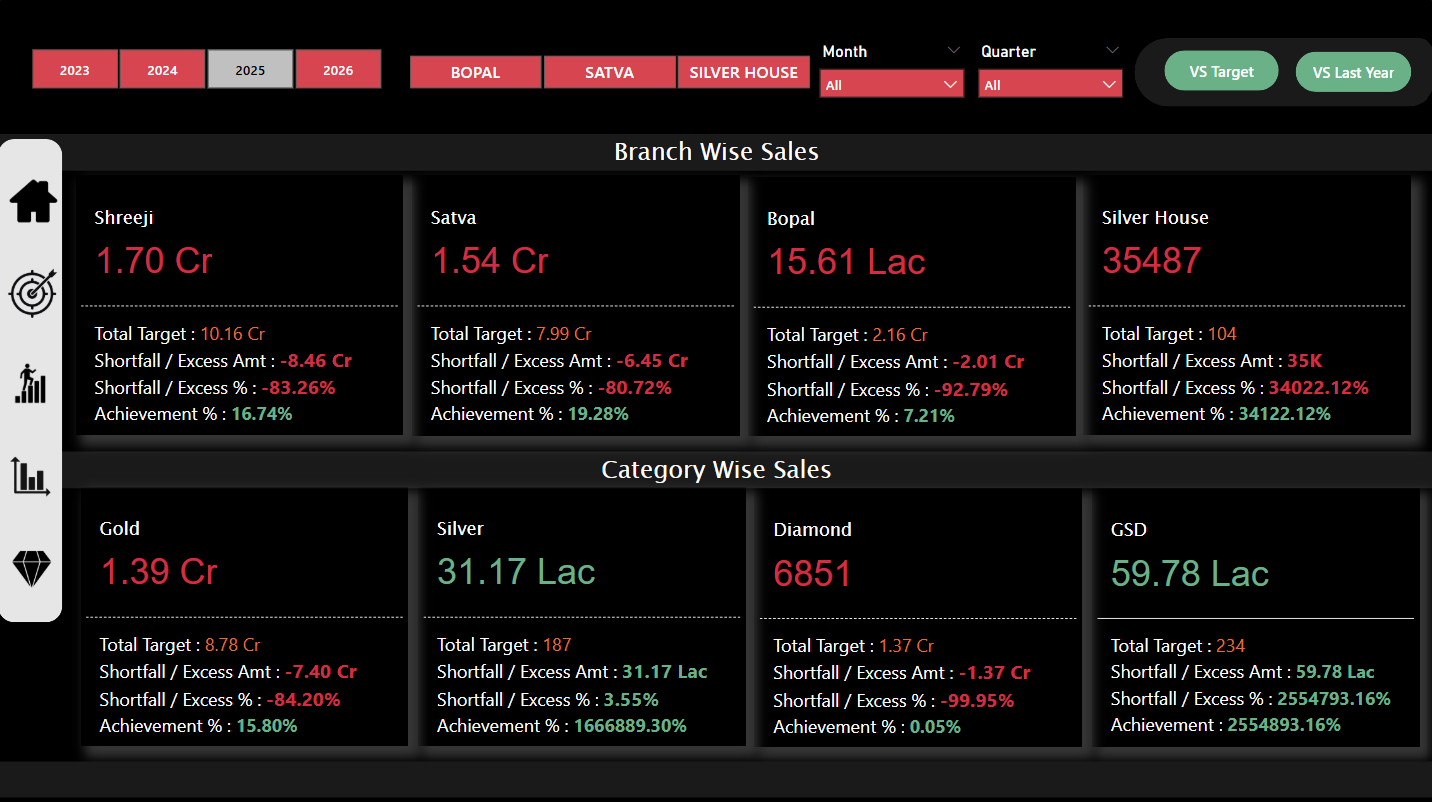 2023 2024 2025 2026 BOPAL SATVA SILVER HOUSE
Month
All
Quarter
All
VS Target VS Last Year
Branch Wise Sales
Shreeji
1.70 Cr
Total Target : 10.16 Cr
Shortfall / Excess Amt : -8.46 Cr
Shortfall / Excess % : -83.26%
Achievement % : 16.74%
Satva
1.54 Cr
Total Target : 7.99 Cr
Shortfall / Excess Amt : -6.45 Cr
Shortfall / Excess % : -80.72%
Achievement % : 19.28%
Bopal
15.61 Lac
Total Target : 2.16 Cr
Shortfall / Excess Amt : -2.01 Cr
Shortfall / Excess % : -92.79%
Achievement % : 7.21%
Silver House
35487
Total Target : 104
Shortfall / Excess Amt : 35K
Shortfall / Excess % : 34022.12%
Achievement % : 34122.12%
Category Wise Sales
Gold
1.39 Cr
Total Target : 8.78 Cr
Shortfall / Excess Amt : -7.40 Cr
Shortfall / Excess % : -84.20%
Achievement % : 15.80%
Silver
31.17 Lac
Total Target : 187
Shortfall / Excess Amt : 31.17 Lac
Shortfall / Excess % : 3.55%
Achievement % : 1666889.30%
Diamond
6851
Total Target : 1.37 Cr
Shortfall / Excess Amt : -1.37 Cr
Shortfall / Excess % : -99.95%
Achievement % : 0.05%
GSD
59.78 Lac
Total Target : 234
Shortfall / Excess Amt : 59.78 Lac
Shortfall / Excess % : 2554793.16%
Achievement : 2554893.16%